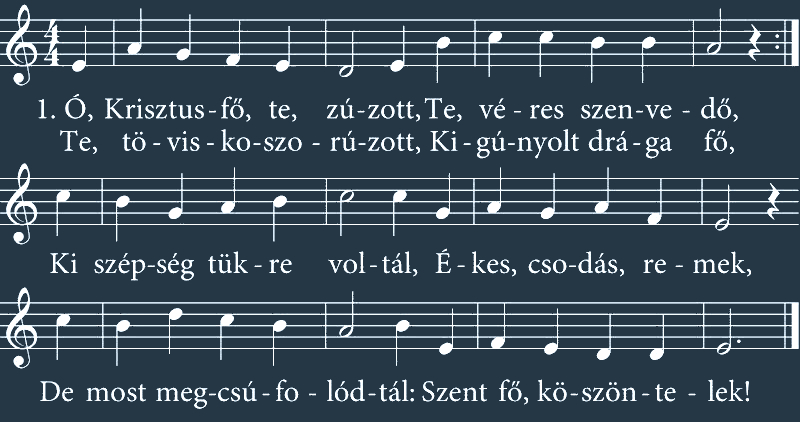 1. Ó, Krisztus-fő, te, zú-zott, Te, vé - res szen-ve - dő,
Te, tö - vis - ko-szo - rú-zott, Ki - gú-nyolt drá - ga fő,
Ki szép-ség tük - re vol - tál, É - kes, cso-dás, re - mek,
De most meg-csú - fo - lód-tál: Szent fő, kö-szön - te - lek!